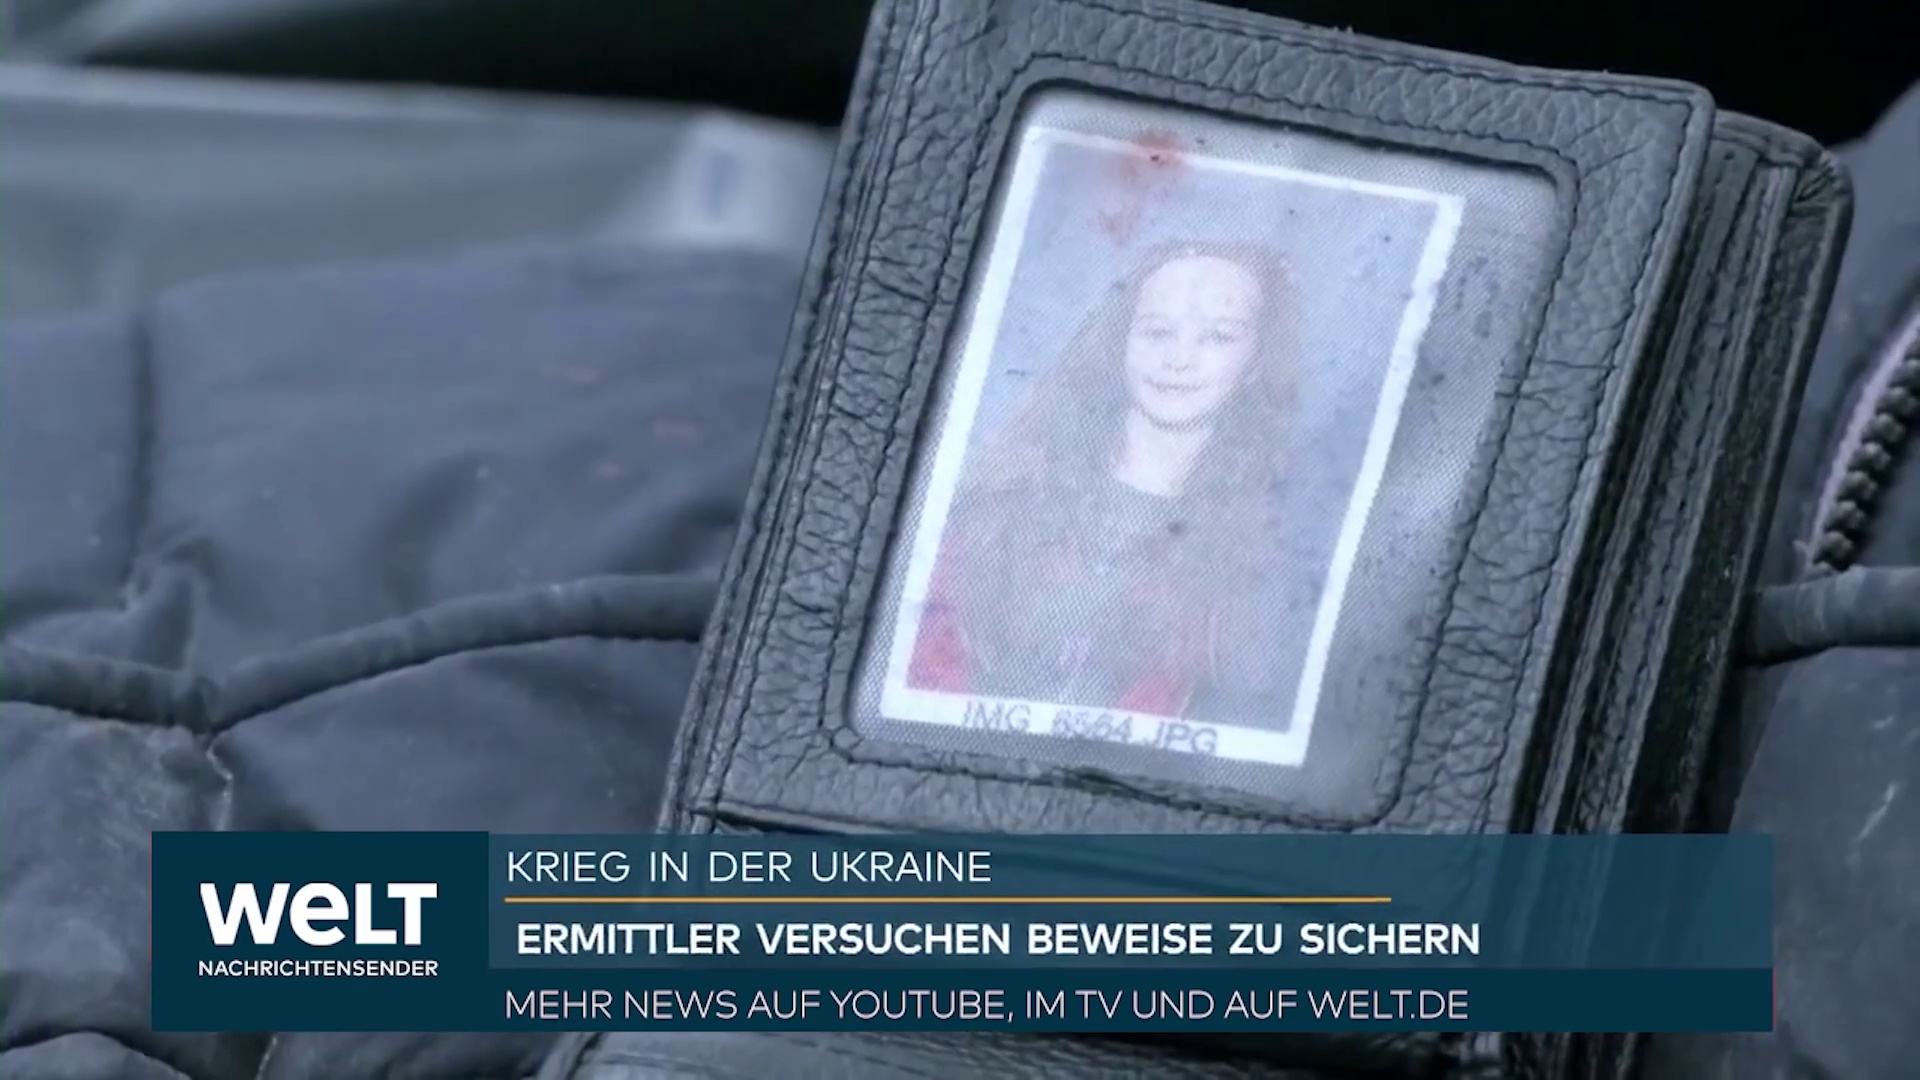 IMG_6564.JPG
KRIEG IN DER UKRAINE
ERMITTLER VERSUCHEN BEWEISE ZU SICHERN
WELT
NACHRICHTENSENDER
MEHR NEWS AUF YOUTUBE, IM TV UND AUF WELT.DE